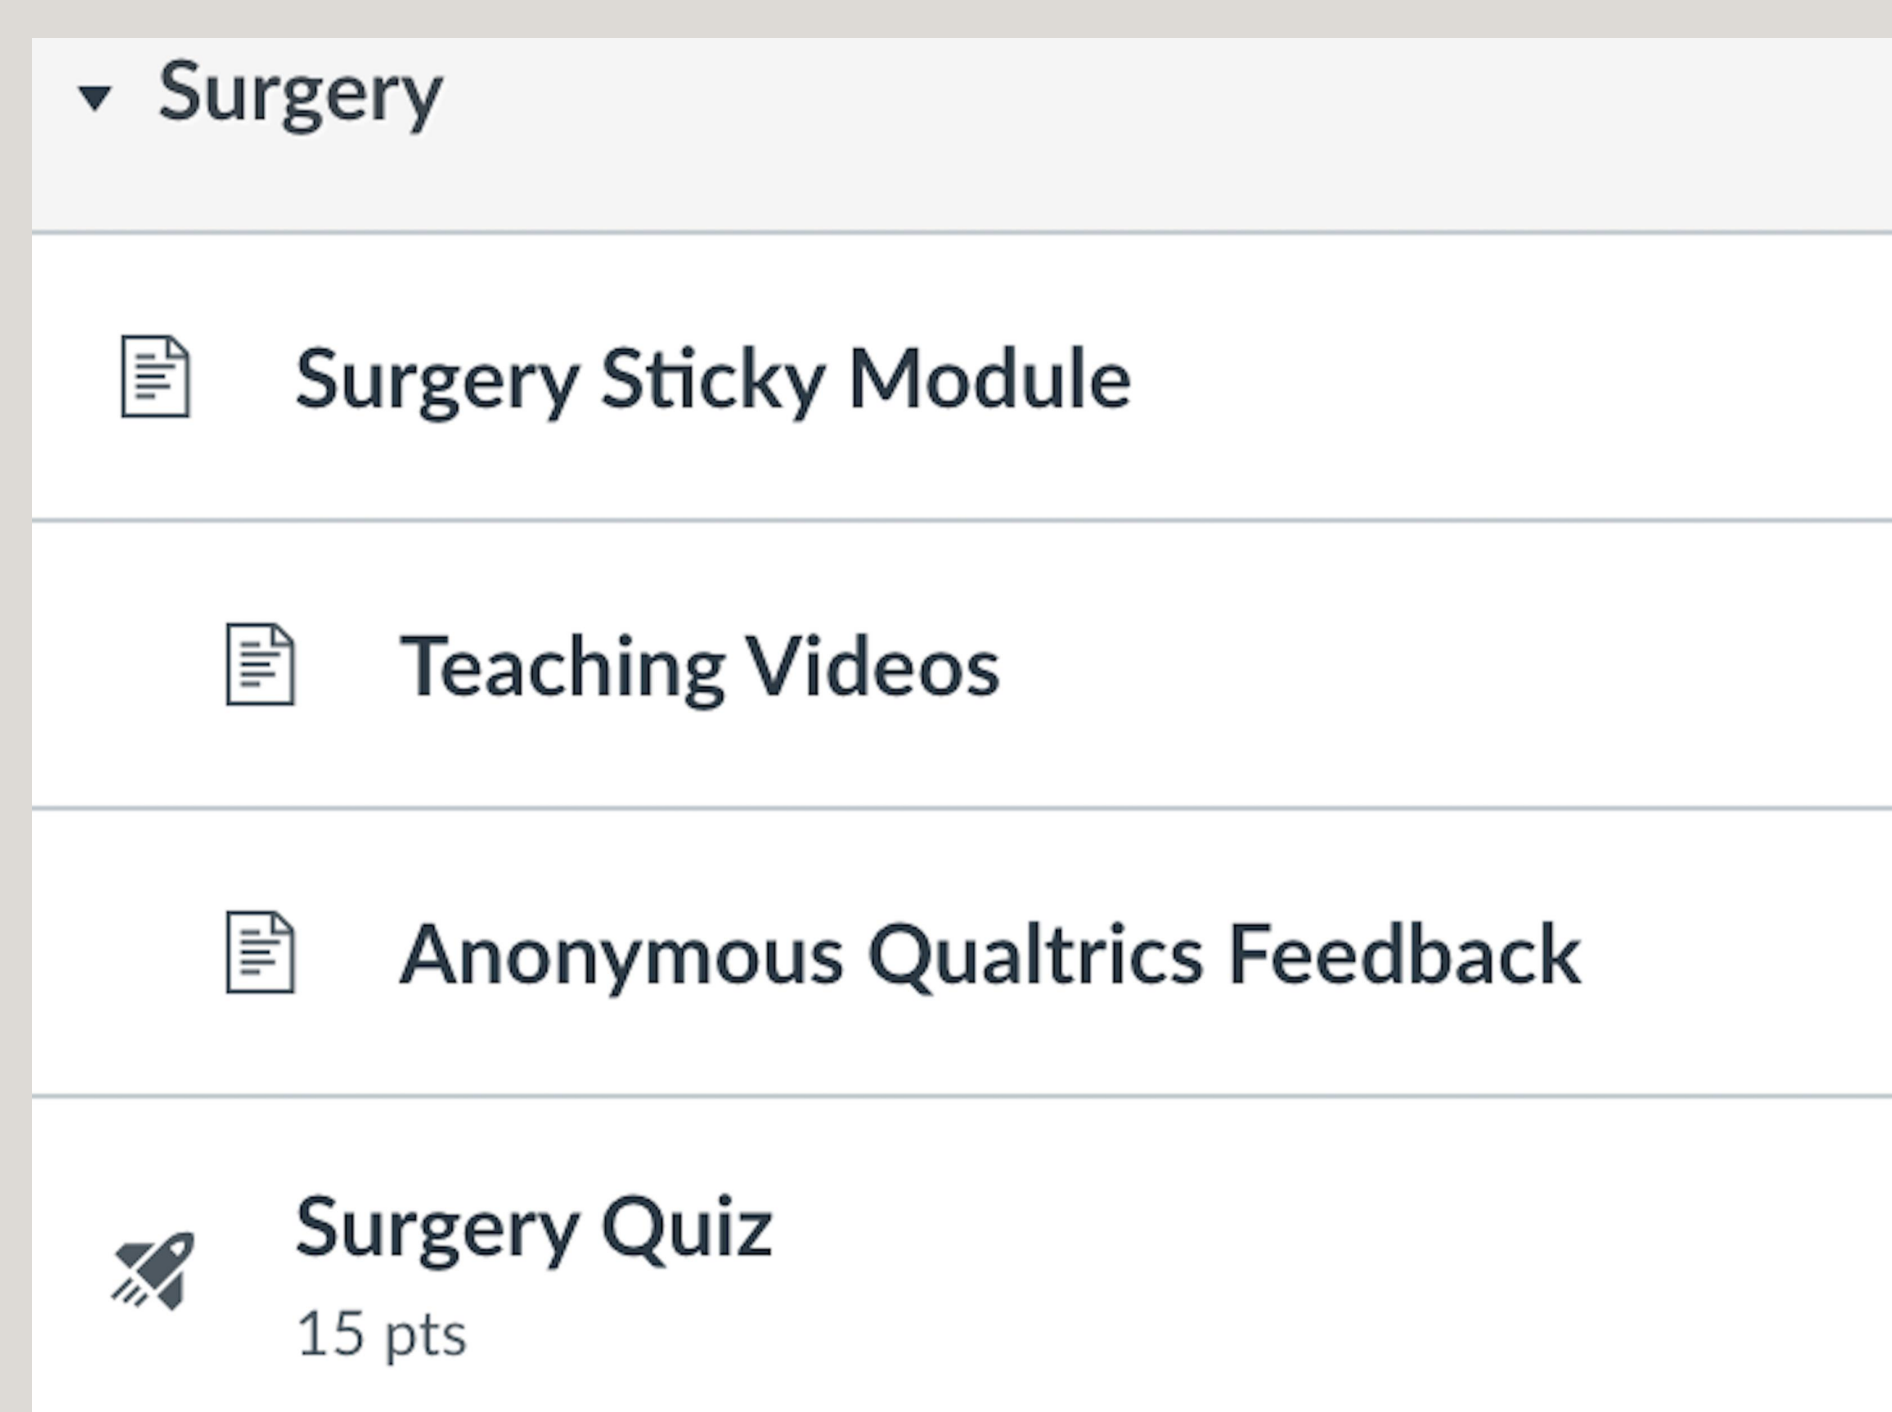 Surgery
Surgery Sticky Module
Teaching Videos
Anonymous Qualtrics Feedback
Surgery Quiz
15 pts